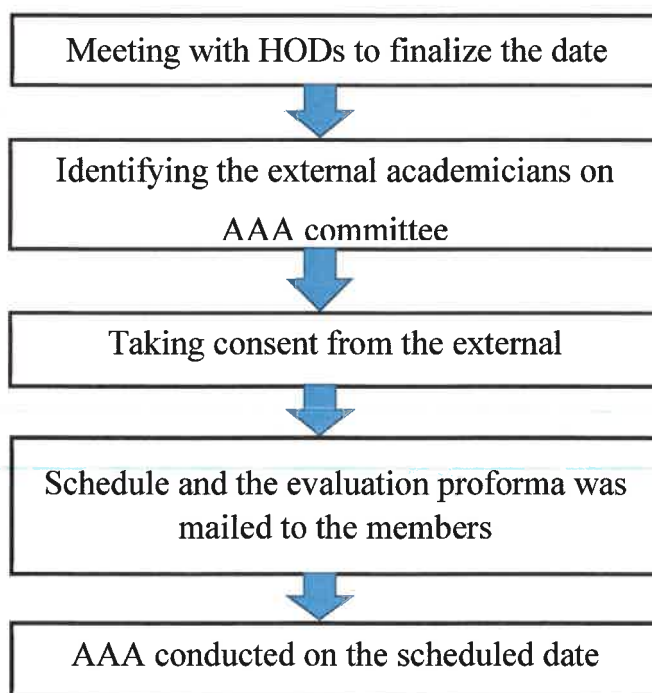 Meeting with HODs to finalize the date
Identifying the external academicians on
AAA committee
Taking consent from the external
Schedule and the evaluation proforma was
mailed to the members
AAA conducted on the scheduled date